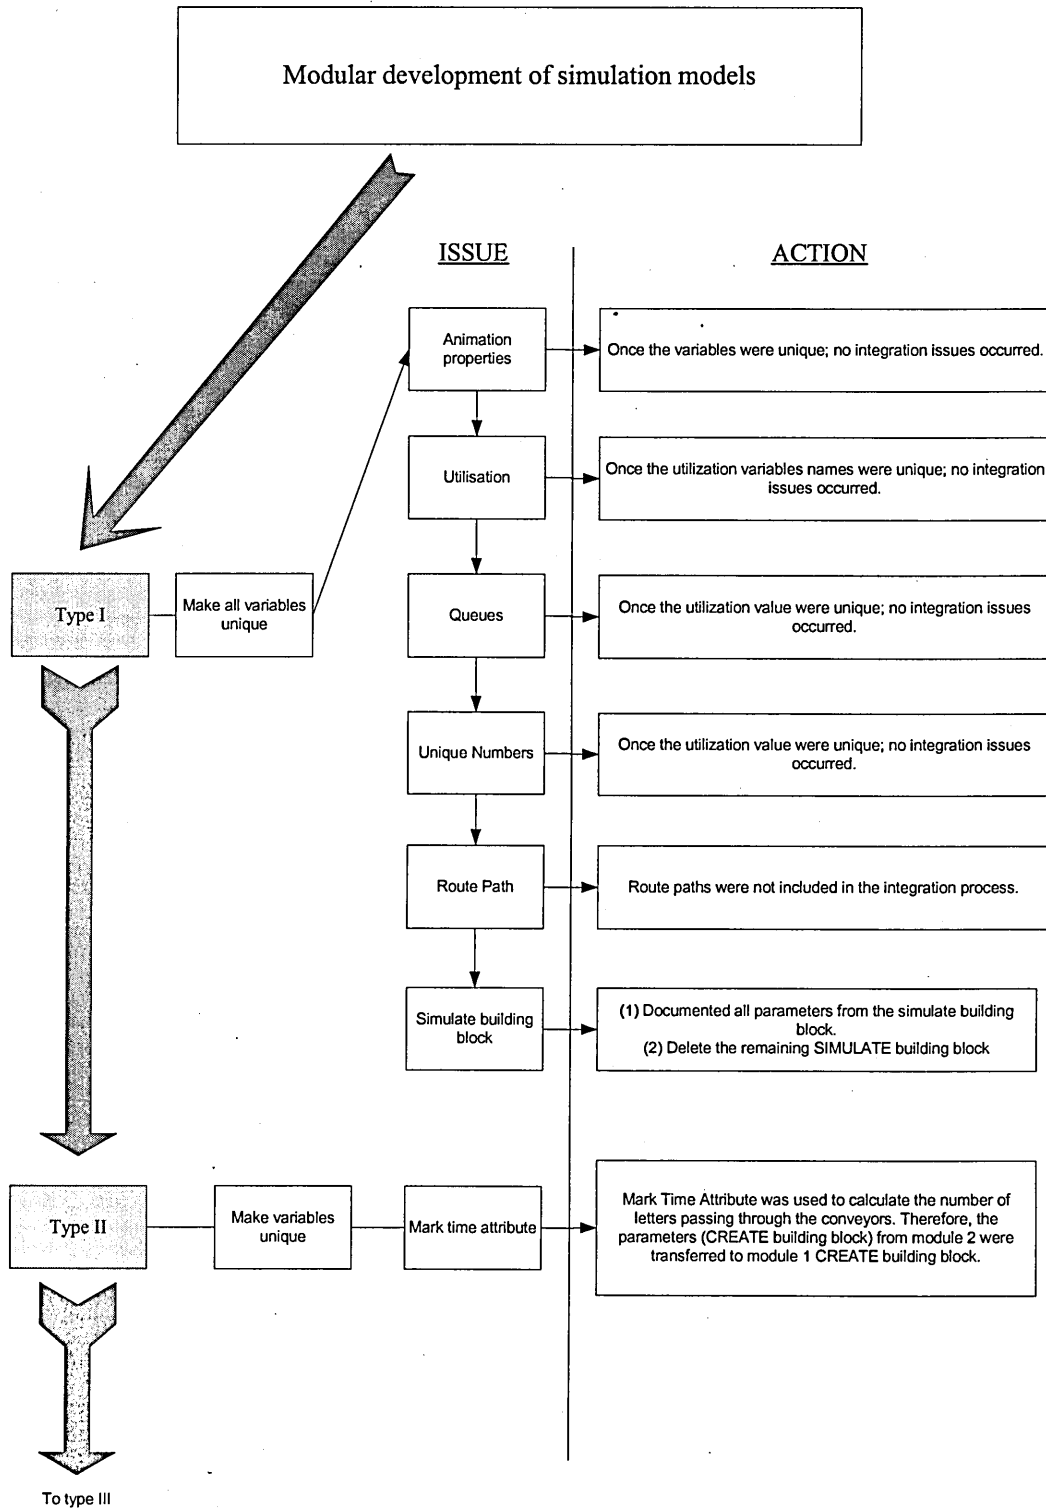 Modular development of simulation models
ISSUE
ACTION
Animation
properties
Once the variables were unique; no integration issues occurred.
Utilisation
Once the utilization variables names were unique; no integration
issues occurred.
Type I
Make all variables
unique
Queues
Once the utilization value were unique; no integration issues
occurred.
Unique Numbers
Once the utilization value were unique; no integration issues
occurred.
Route Path
Route paths were not included in the integration process.
Simulate building
block
(1) Documented all parameters from the simulate building
block.
(2) Delete the remaining SIMULATE building block
Type II
Make variables
unique
Mark time attribute
Mark Time Attribute was used to calculate the number of
letters passing through the conveyors. Therefore, the
parameters (CREATE building block) from module 2 were
transferred to module 1 CREATE building block.
To type III